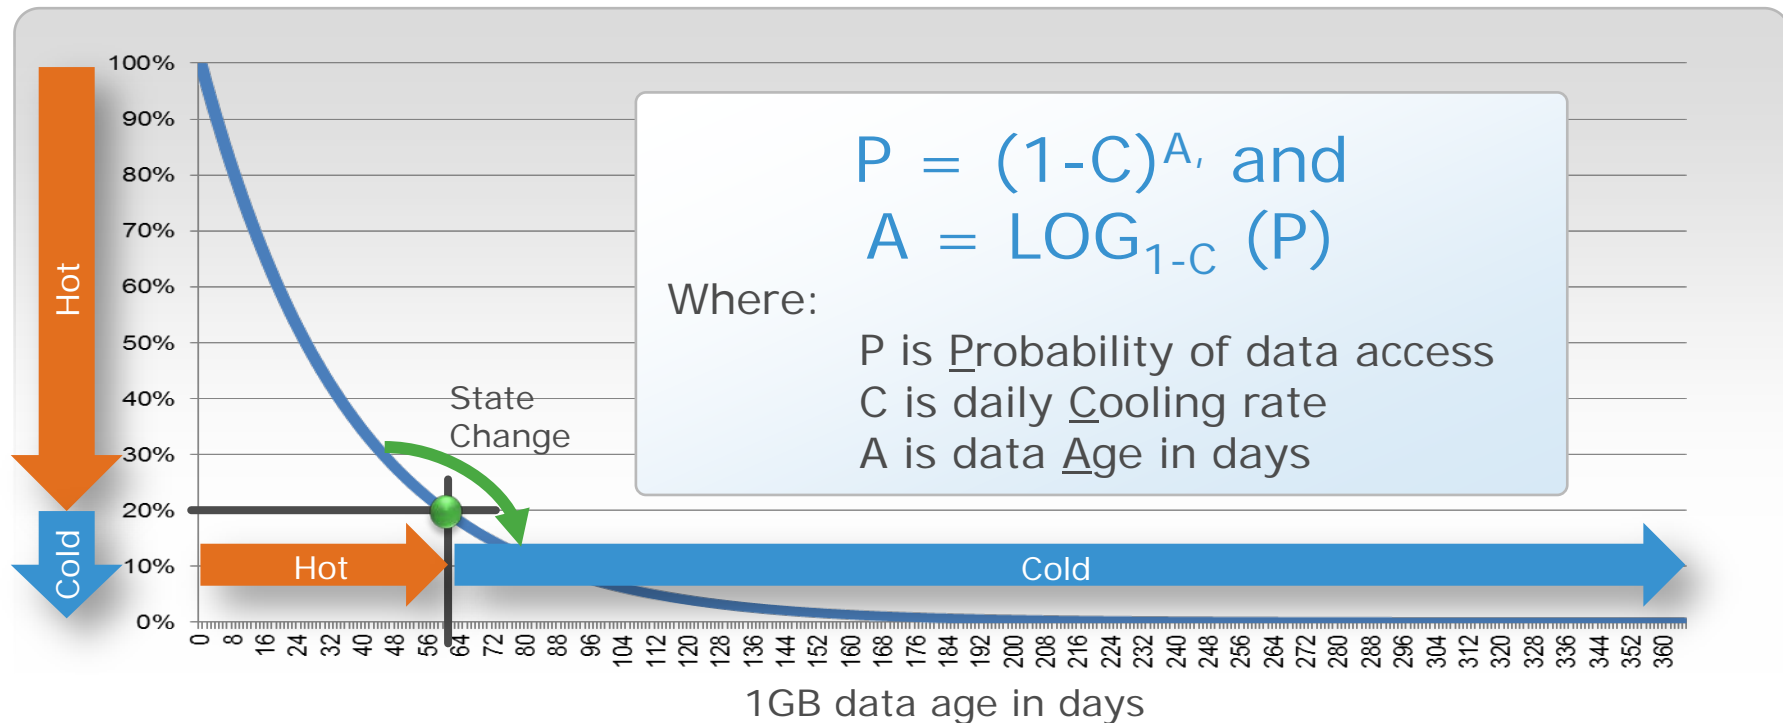 100%
90%
80%
70%
60%
50%
40%
30%
20%
10%
0%
Hot
Cold
P = (1-C)^A, and
A = LOG_1-C (P)
Where:
P is Probability of data access
C is daily Cooling rate
A is data Age in days
State
Change
Hot
Cold
0 8 16 24 32 40 48 56 64 72 80 88 96 104 112 120 128 136 144 152 160 168 176 184 192 200 208 216 224 232 240 248 256 264 272 280 288 296 304 312 320 328 336 344 352 360
1GB data age in days